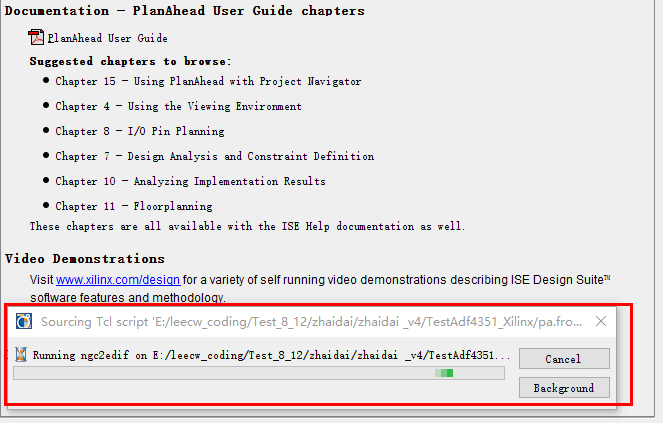 Documentation - PlanAhead User Guide chapters
PlanAhead User Guide
Suggested chapters to browse:
Chapter 15 - Using PlanAhead with Project Navigator
Chapter 4 - Using the Viewing Environment
Chapter 8 - I/O Pin Planning
Chapter 7 - Design Analysis and Constraint Definition
Chapter 10 - Analyzing Implementation Results
Chapter 11 - Floorplanning
These chapters are all available with the ISE Help documentation as well.
Video Demonstrations
Visit www.xilinx.com/design for a variety of self running video demonstrations describing ISE Design Suite™
software features and methodology.
Sourcing Tcl script 'E:/leecw_coding/Test_8_12/zhaidai/zhaidai _v4/TestAdf4351_Xilinx/pa.fro...
Running ngc2edif on E:/leecw_coding/Test_8_12/zhaidai/zhaidai _v4/TestAdf4351...
Cancel
Background